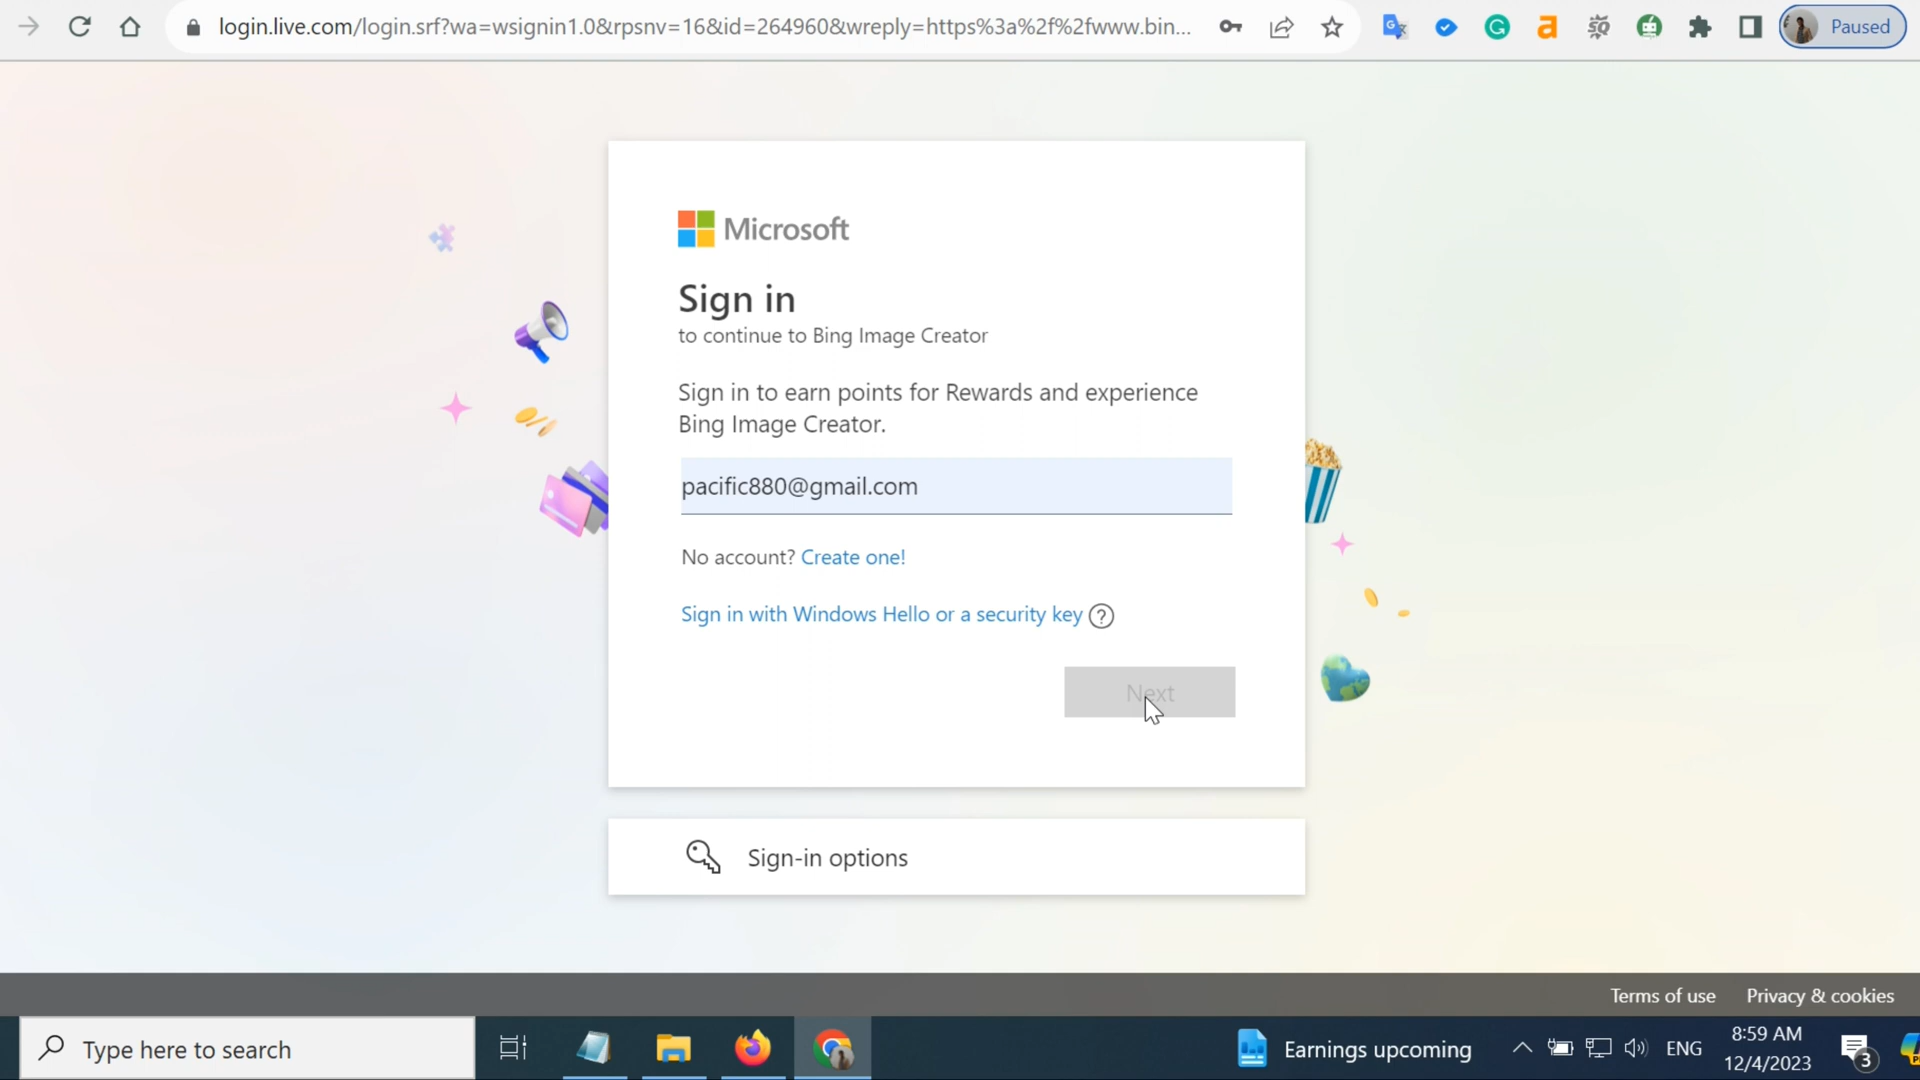 login.live.com/login.srf?wa=wsignin1.0&rpsnv=16&id=264960&wreply=https%3a%2f%2fwww.bin...
Paused
Microsoft
Sign in
to continue to Bing Image Creator
Sign in to earn points for Rewards and experience
Bing Image Creator.
pacific880@gmail.com
No account? Create one!
Sign in with Windows Hello or a security key
Next
Sign-in options
Terms of use
Privacy & cookies
Type here to search
Earnings upcoming
ENG
8:59 AM
12/4/2023
3